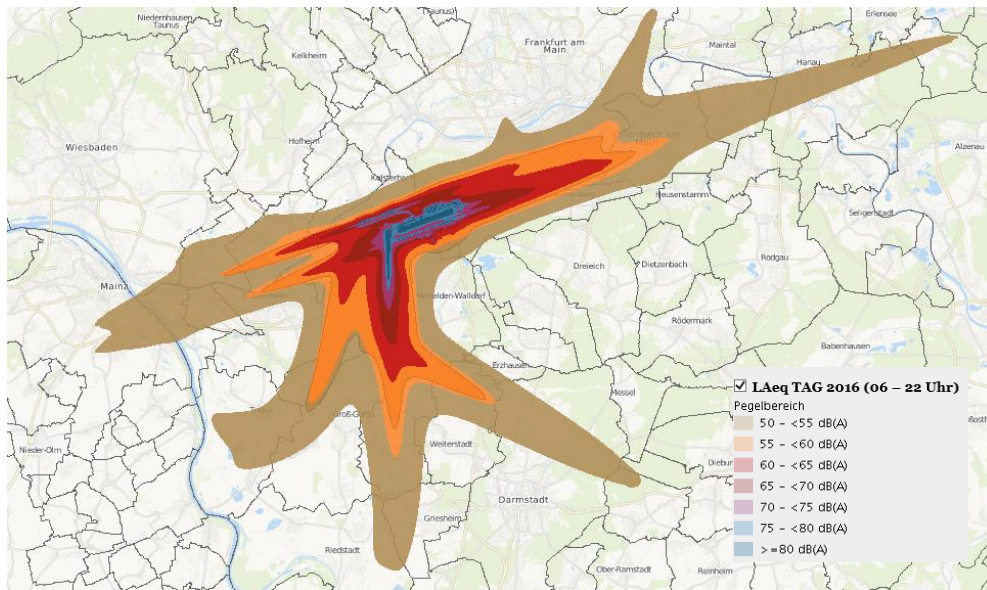 (Taunus)
Niedernhausen
Taunus
Erlensee
Frankfurt am
Main
Maintal
Kelkheim
Hanau
Offenbach am
Main
Hofheim
Wiesbaden
Alzenau
Kelsterbach
Heusenstamm
Seligenstadt
Dreieich
Dietzenbach
Rodgau
Mainz
Mörfelden-Walldorf
Rödermark
Babenhausen
Erzhausen
Messel
LAeq TAG 2016 (06 – 22 Uhr)
Pegelbereich
50 – <55 dB(A)
55 – <60 dB(A)
60 – <65 dB(A)
65 – <70 dB(A)
70 – <75 dB(A)
75 – <80 dB(A)
>=80 dB(A)
Groß-Gerau
Weiterstadt
Nieder-Olm
Diebur
Darmstadt
Griesheim
Riedstadt
Ober-Ramstadt
Reinheim